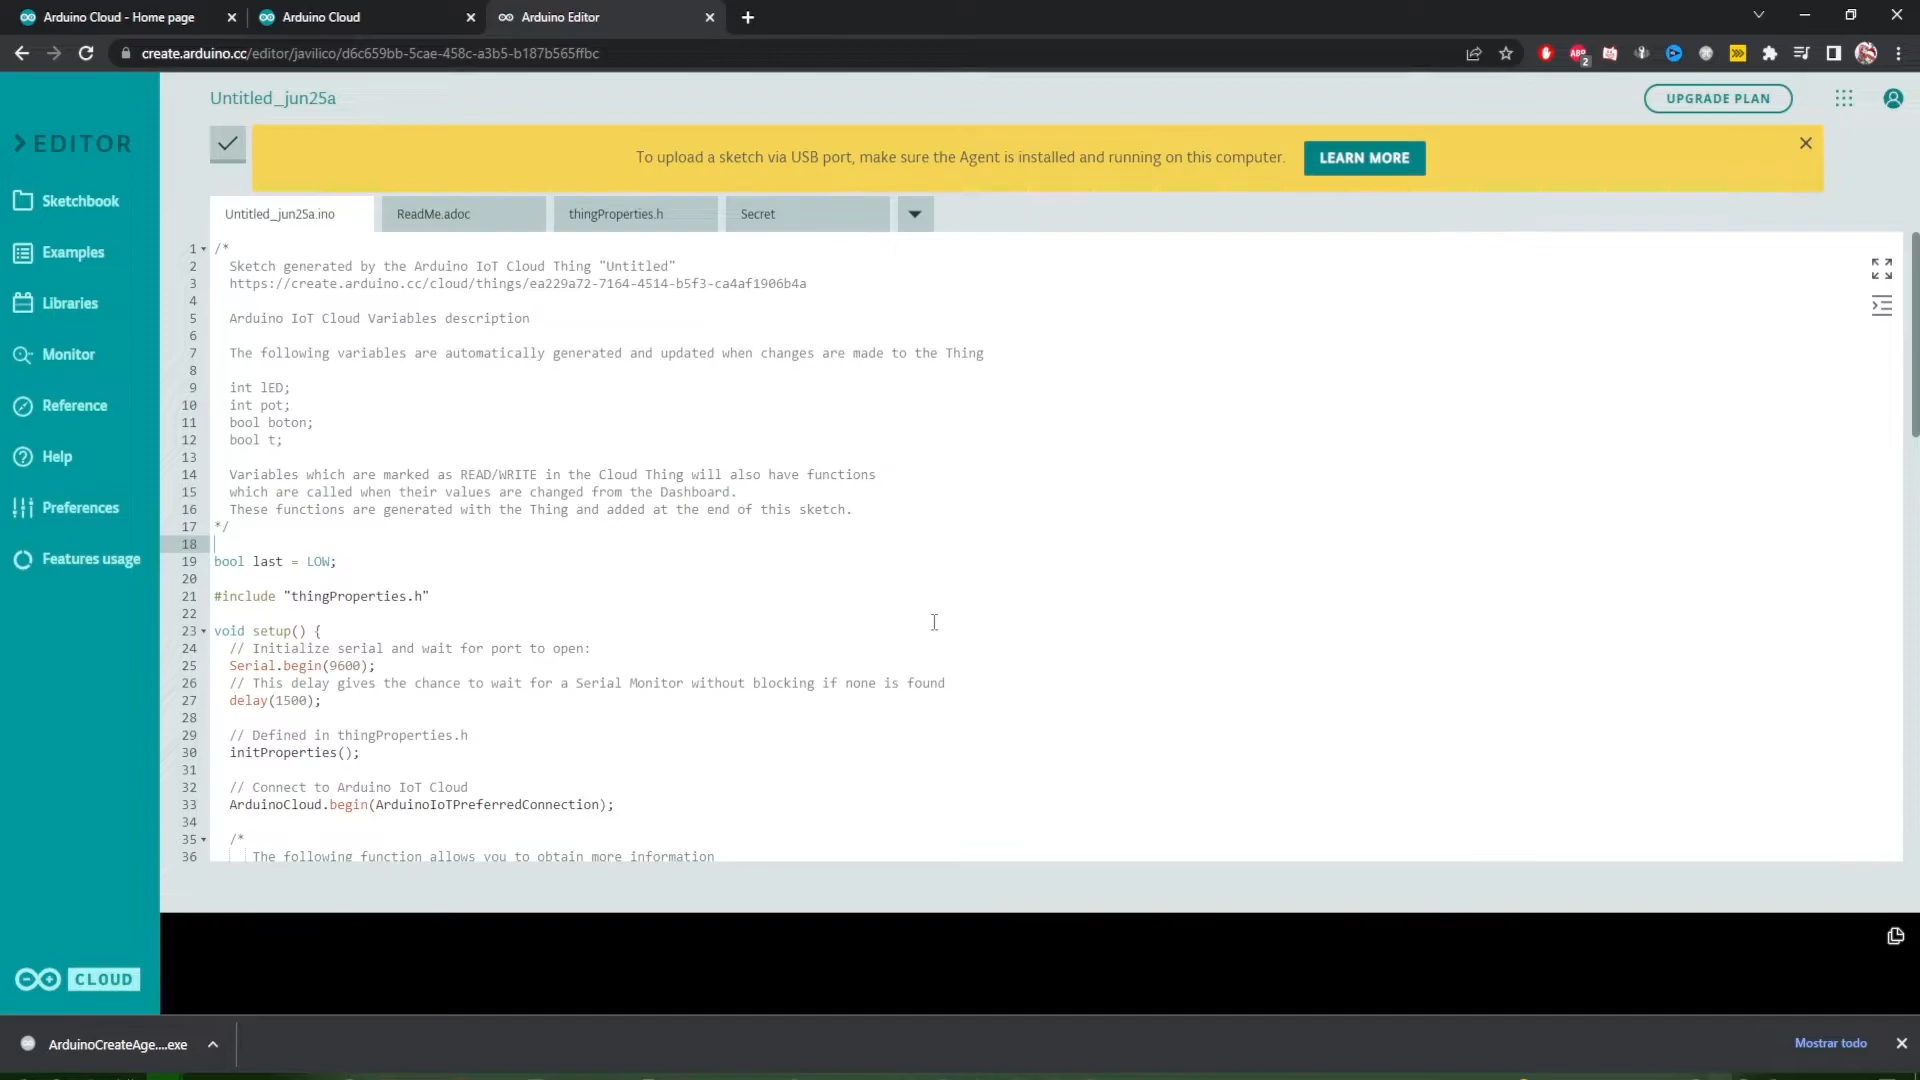 Arduino Cloud - Home page
Arduino Cloud
Arduino Editor
create.arduino.cc/editor/javilico/d6c659bb-5cae-458c-a3b5-b187b565ffbc
ABP
2
Untitled_jun25a
UPGRADE PLAN
EDITOR
To upload a sketch via USB port, make sure the Agent is installed and running on this computer.
LEARN MORE
Sketchbook
Examples
Libraries
Monitor
Reference
Help
Preferences
Features usage
CLOUD
Untitled_jun25a.ino
ReadMe.adoc
thingProperties.h
Secret
1 /*
2 Sketch generated by the Arduino IoT Cloud Thing "Untitled"
3 https://create.arduino.cc/cloud/things/ea229a72-7164-4514-b5f3-ca4af1906b4a
4
5 Arduino IoT Cloud Variables description
6
7 The following variables are automatically generated and updated when changes are made to the Thing
8
9 int lED;
10 int pot;
11 bool boton;
12 bool t;
13
14 Variables which are marked as READ/WRITE in the Cloud Thing will also have functions
15 which are called when their values are changed from the Dashboard.
16 These functions are generated with the Thing and added at the end of this sketch.
17 */
18
19 bool last = LOW;
20
21 #include "thingProperties.h"
22
23 void setup() {
24 // Initialize serial and wait for port to open:
25 Serial.begin(9600);
26 // This delay gives the chance to wait for a Serial Monitor without blocking if none is found
27 delay(1500);
28
29 // Defined in thingProperties.h
30 initProperties();
31
32 // Connect to Arduino IoT Cloud
33 ArduinoCloud.begin(ArduinoIoTPreferredConnection);
34
35 /*
36 The following function allows you to obtain more information
ArduinoCreateAge....exe
Mostrar todo